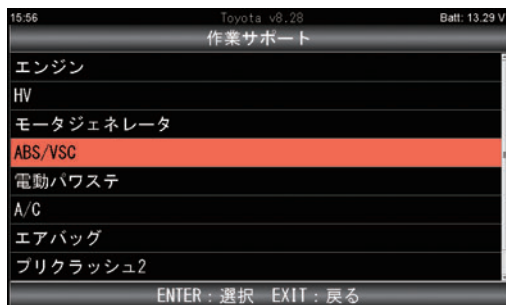 15:56 Toyota v8.28 Batt: 13.29 V
作業サポート
エンジン
HV
モータジェネレータ
ABS/VSC
電動パワステ
A/C
エアバッグ
プリクラッシュ2
ENTER：選択 EXIT：戻る